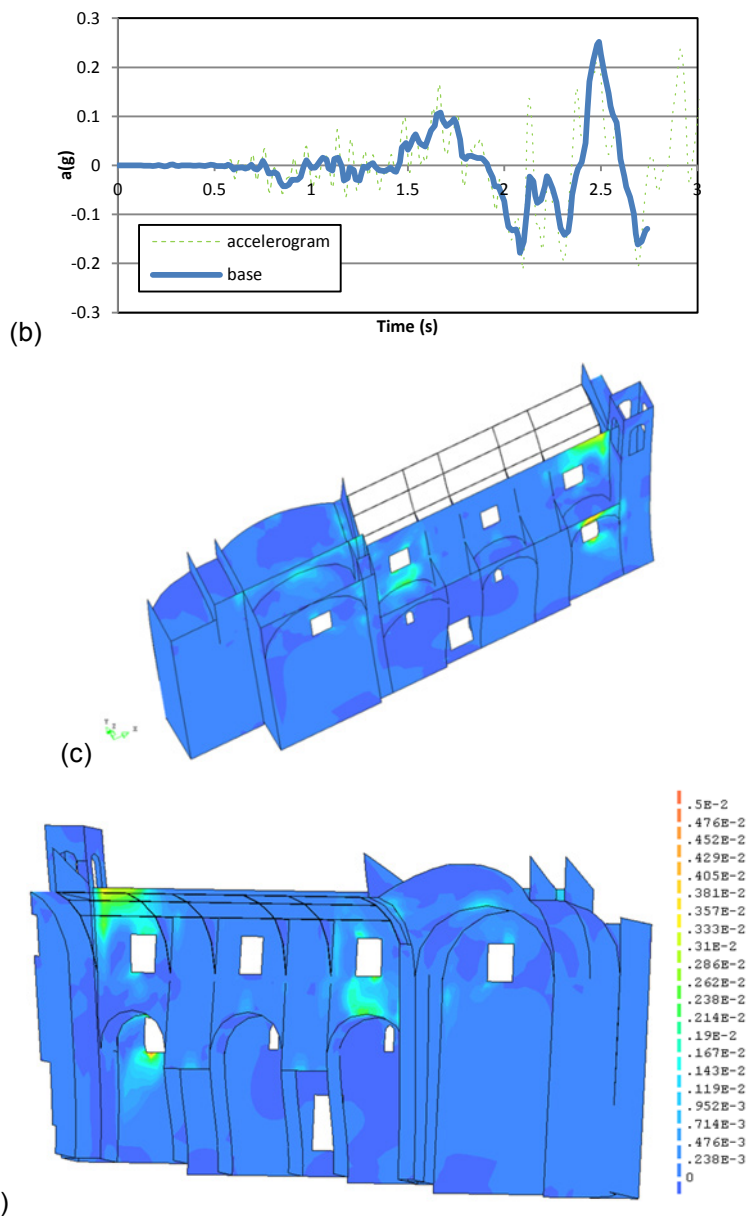 0.3
0.2
0.1
a(g)
0
0 0.5 1 1.5 2 2.5 3
-0.1
-0.2
-0.3
accelerogram
base
Time (s)
(b)
Y
Z
X
(c)
.5E-2
.476E-2
.452E-2
.429E-2
.405E-2
.381E-2
.357E-2
.333E-2
.31E-2
.286E-2
.262E-2
.238E-2
.214E-2
.19E-2
.167E-2
.143E-2
.119E-2
.952E-3
.714E-3
.476E-3
.238E-3
0
)